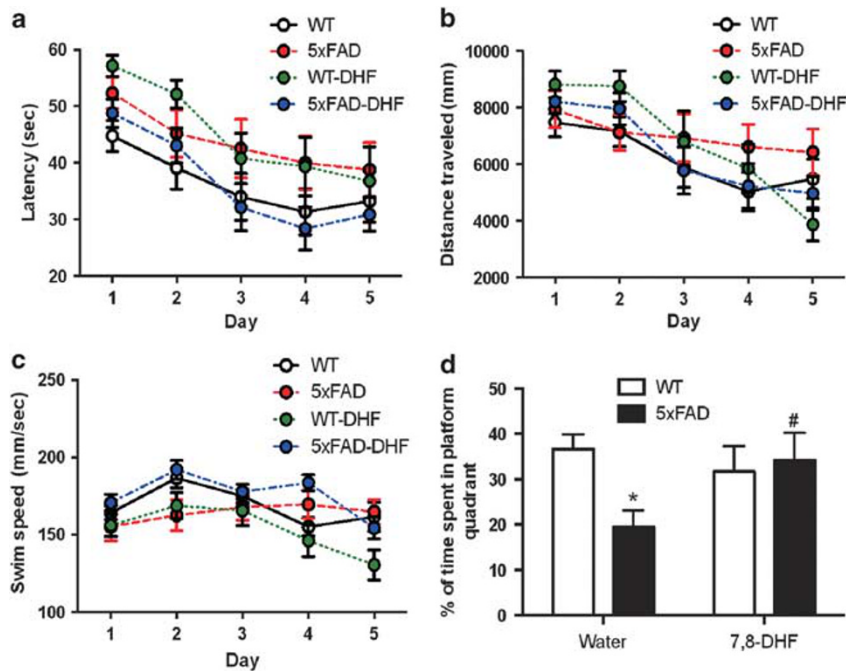 a
WT
5xFAD
WT-DHF
5xFAD-DHF
Latency (sec)
60
50
40
30
20
1 2 3 4 5
Day
b
WT
5xFAD
WT-DHF
5xFAD-DHF
Distance traveled (mm)
10000
8000
6000
4000
2000
1 2 3 4 5
Day
c
WT
5xFAD
WT-DHF
5xFAD-DHF
Swim speed (mm/sec)
250
200
150
100
1 2 3 4 5
Day
d
WT
5xFAD
% of time spent in platform
quadrant
50
40
30
20
10
0
*
#
Water 7,8-DHF